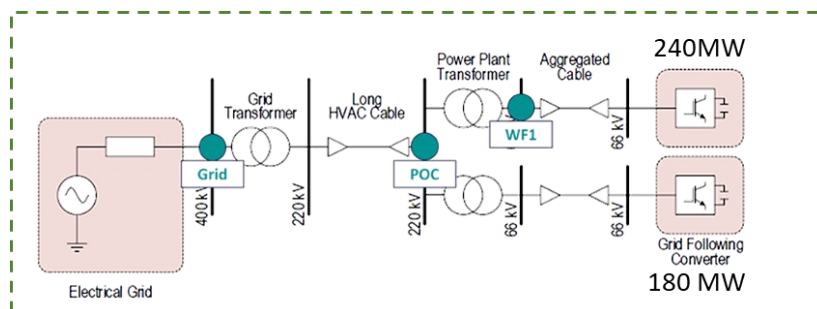 240MW
Power Plant
Transformer
Aggregated
Cable
Grid
Transformer
Long
HVAC Cable
WF1
66 kV
Grid
POC
400 kV
220 kV
220 kV
66 kV
66 kV
Grid Following
Converter
180 MW
Electrical Grid